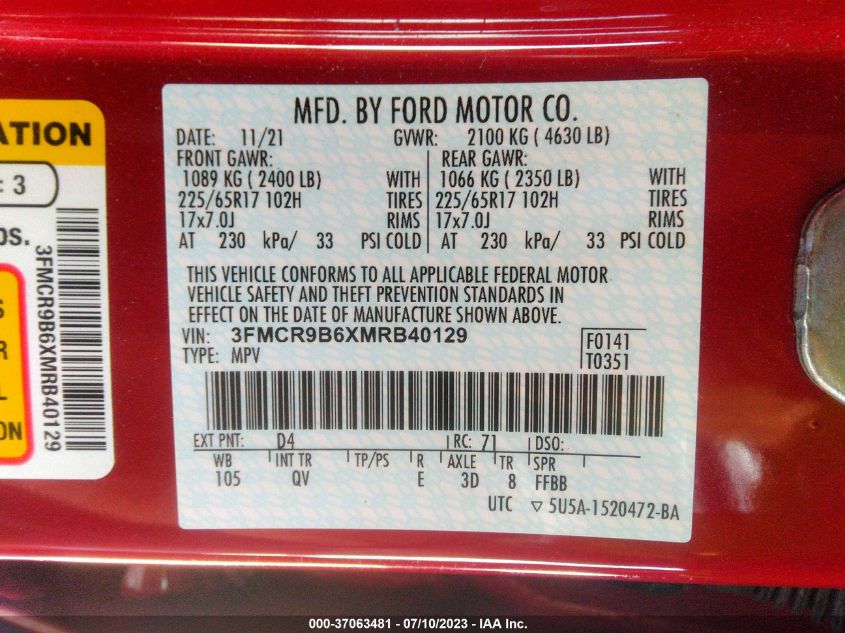 ATION
: 3
OS.
S
R
L
ON
3FMCR9B6XMRB40129
MFD. BY FORD MOTOR CO.
DATE: 11/21 GVWR: 2100 KG ( 4630 LB)
FRONT GAWR: REAR GAWR:
1089 KG ( 2400 LB) WITH 1066 KG ( 2350 LB) WITH
225/65R17 102H TIRES 225/65R17 102H TIRES
17x7.0J RIMS 17x7.0J RIMS
AT 230 kPa/ 33 PSI COLD AT 230 kPa/ 33 PSI COLD
THIS VEHICLE CONFORMS TO ALL APPLICABLE FEDERAL MOTOR
VEHICLE SAFETY AND THEFT PREVENTION STANDARDS IN
EFFECT ON THE DATE OF MANUFACTURE SHOWN ABOVE.
VIN: 3FMCR9B6XMRB40129
TYPE: MPV
F0141
T0351
EXT PNT: D4 RC: 71 DSO:
WB INT TR TP/PS R AXLE TR SPR
105 QV E 3D 8 FFBB
UTC ▽ 5U5A-1520472-BA
000-37063481 - 07/10/2023 - IAA Inc.